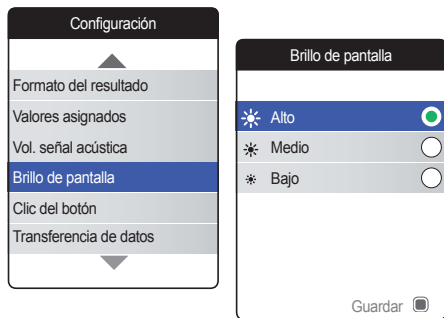 Configuración
Formato del resultado
Valores asignados
Vol. señal acústica
Brillo de pantalla
Clic del botón
Transferencia de datos
Brillo de pantalla
Alto
Medio
Bajo
Guardar